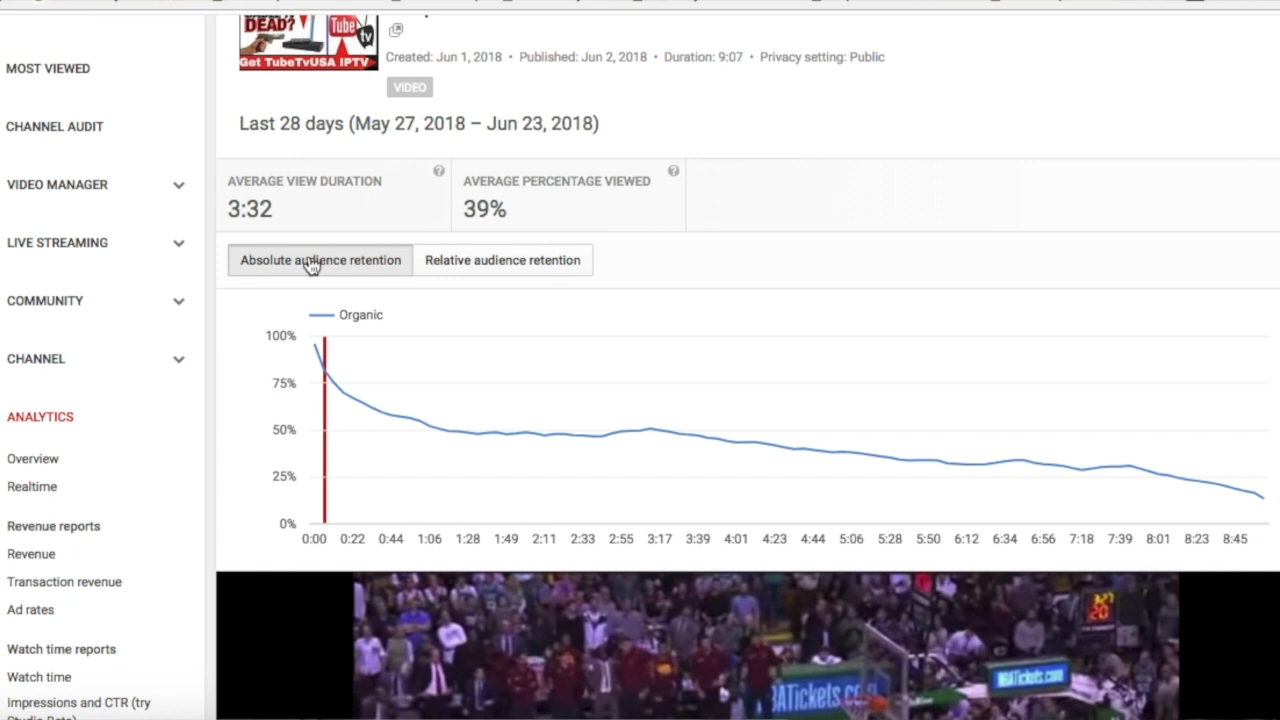 DEAD?
Tube
tv
Get TubeTvUSA IPTV
Created: Jun 1, 2018 • Published: Jun 2, 2018 • Duration: 9:07 • Privacy setting: Public
VIDEO
Last 28 days (May 27, 2018 – Jun 23, 2018)
MOST VIEWED
CHANNEL AUDIT
VIDEO MANAGER
LIVE STREAMING
COMMUNITY
CHANNEL
ANALYTICS
Overview
Realtime
Revenue reports
Revenue
Transaction revenue
Ad rates
Watch time reports
Watch time
Impressions and CTR (try
AVERAGE VIEW DURATION
3:32
AVERAGE PERCENTAGE VIEWED
39%
Absolute audience retention
Relative audience retention
Organic
100%
75%
50%
25%
0%
0:00 0:22 0:44 1:06 1:28 1:49 2:11 2:33 2:55 3:17 3:39 4:01 4:23 4:44 5:06 5:28 5:50 6:12 6:34 6:56 7:18 7:39 8:01 8:23 8:45
20
NBATickets.com